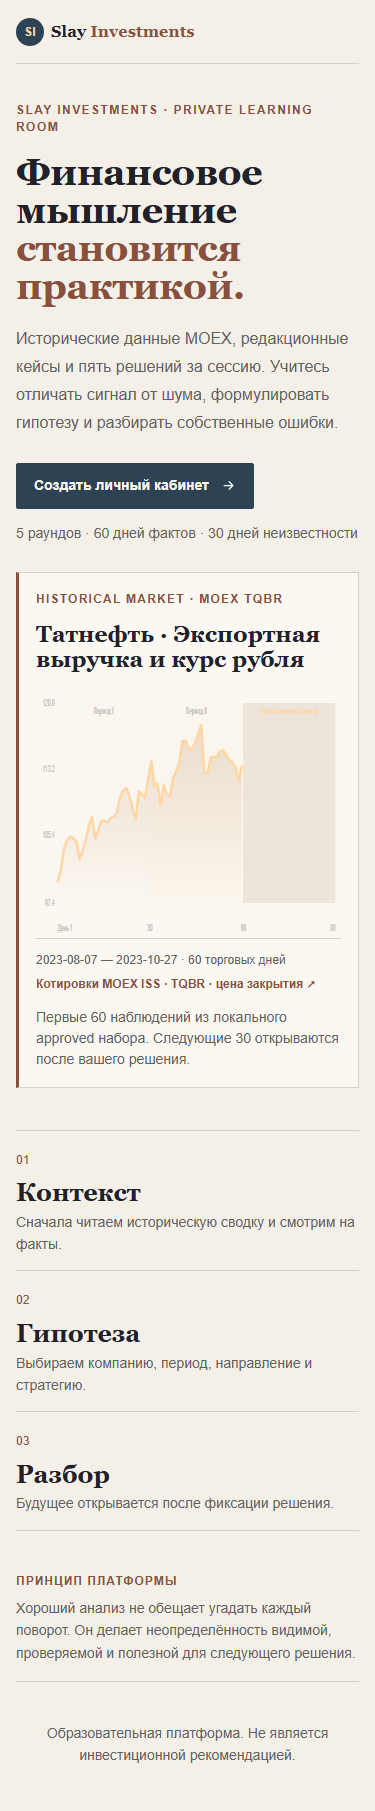 SI Slay Investments
SLAY INVESTMENTS · PRIVATE LEARNING
ROOM
Финансовое
мышление
становится
практикой.
Исторические данные MOEX, редакционные
кейсы и пять решений за сессию. Учитесь
отличать сигнал от шума, формулировать
гипотезу и разбирать собственные ошибки.
Создать личный кабинет →
5 раундов · 60 дней фактов · 30 дней неизвестности
HISTORICAL MARKET · MOEX TQBR
Татнефть · Экспортная
выручка и курс рубля
120.9
Период I
Период II
113.2
105.4
97.4
День 1
30
60
90
2023-08-07 — 2023-10-27 · 60 торговых дней
Котировки MOEX ISS · TQBR · цена закрытия ↗
Первые 60 наблюдений из локального
approved набора. Следующие 30 открываются
после вашего решения.
01
Контекст
Сначала читаем историческую сводку и смотрим на
факты.
02
Гипотеза
Выбираем компанию, период, направление и
стратегию.
03
Разбор
Будущее открывается после фиксации решения.
ПРИНЦИП ПЛАТФОРМЫ
Хороший анализ не обещает угадать каждый
поворот. Он делает неопределённость видимой,
проверяемой и полезной для следующего решения.
Образовательная платформа. Не является
инвестиционной рекомендацией.